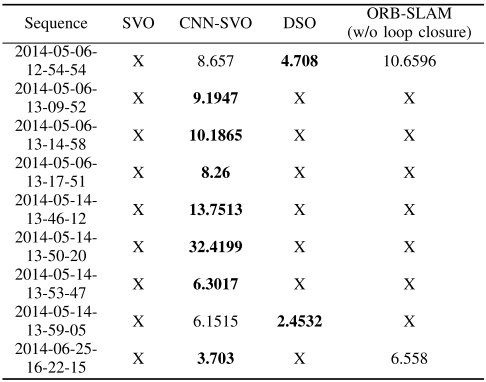 Sequence SVO CNN-SVO DSO ORB-SLAM (w/o loop closure)
2014-05-06-12-54-54 X 8.657 4.708 10.6596
2014-05-06-13-09-52 X 9.1947 X X
2014-05-06-13-14-58 X 10.1865 X X
2014-05-06-13-17-51 X 8.26 X X
2014-05-14-13-46-12 X 13.7513 X X
2014-05-14-13-50-20 X 32.4199 X X
2014-05-14-13-53-47 X 6.3017 X X
2014-05-14-13-59-05 X 6.1515 2.4532 X
2014-06-25-16-22-15 X 3.703 X 6.558